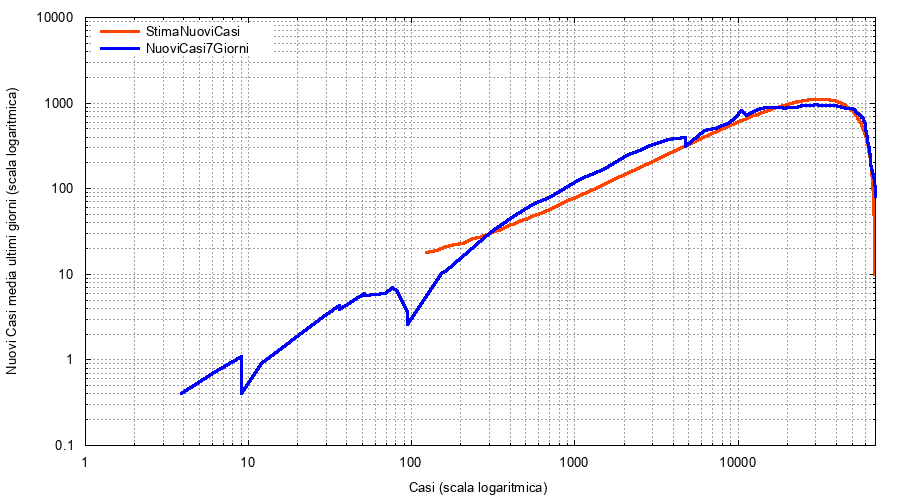 StimaNuoviCasi
NuoviCasi7Giorni
Nuovi Casi media ultimi giorni (scala logaritmica)
10000
1000
100
10
1
0.1
1
10
100
1000
10000
Casi (scala logaritmica)